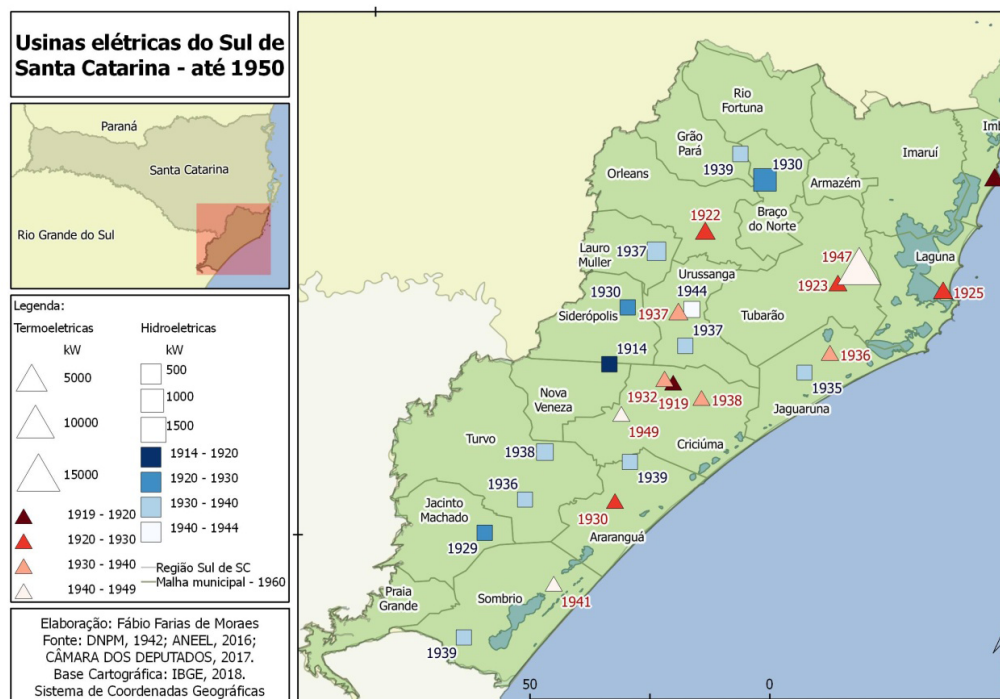 Usinas elétricas do Sul de
Santa Catarina - até 1950
Paraná
Santa Catarina
Rio Grande do Sul
Legenda:
Termoeletricas
kW
5000
10000
15000
1919 - 1920
1920 - 1930
1930 - 1940
1940 - 1949
Hidroeletricas
kW
500
1000
1500
1914 - 1920
1920 - 1930
1930 - 1940
1940 - 1944
Região Sul de SC
Malha municipal - 1960
Elaboração: Fábio Farias de Moraes
Fonte: DNPM, 1942; ANEEL, 2016;
CÂMARA DOS DEPUTADOS, 2017.
Base Cartográfica: IBGE, 2018.
Sistema de Coordenadas Geográficas
Rio
Fortuna
Imb
Grão
Pará
1939
1930
Imaruí
Orleans
Armazém
1922
Braço
do Norte
Lauro
Muller
1937
1947
Laguna
Urussanga
1944
1923
1925
1930
Siderópolis
1937
Tubarão
1937
1914
1936
1935
Nova
Veneza
1932
1919
1938
Jaguaruna
1949
Criciúma
Turvo
1938
1939
1936
Jacinto
Machado
1930
Araranguá
1929
Praia
Grande
Sombrio
1941
1939
50
0